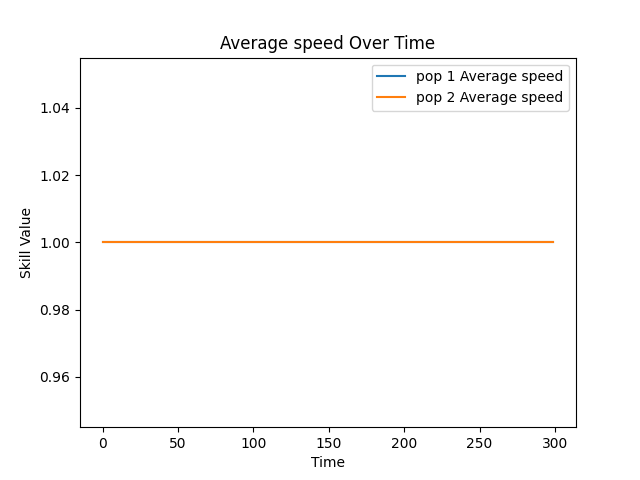 Average speed Over Time
pop 1 Average speed
pop 2 Average speed
1.04
1.02
1.00
0.98
0.96
Skill Value
0 50 100 150 200 250 300
Time